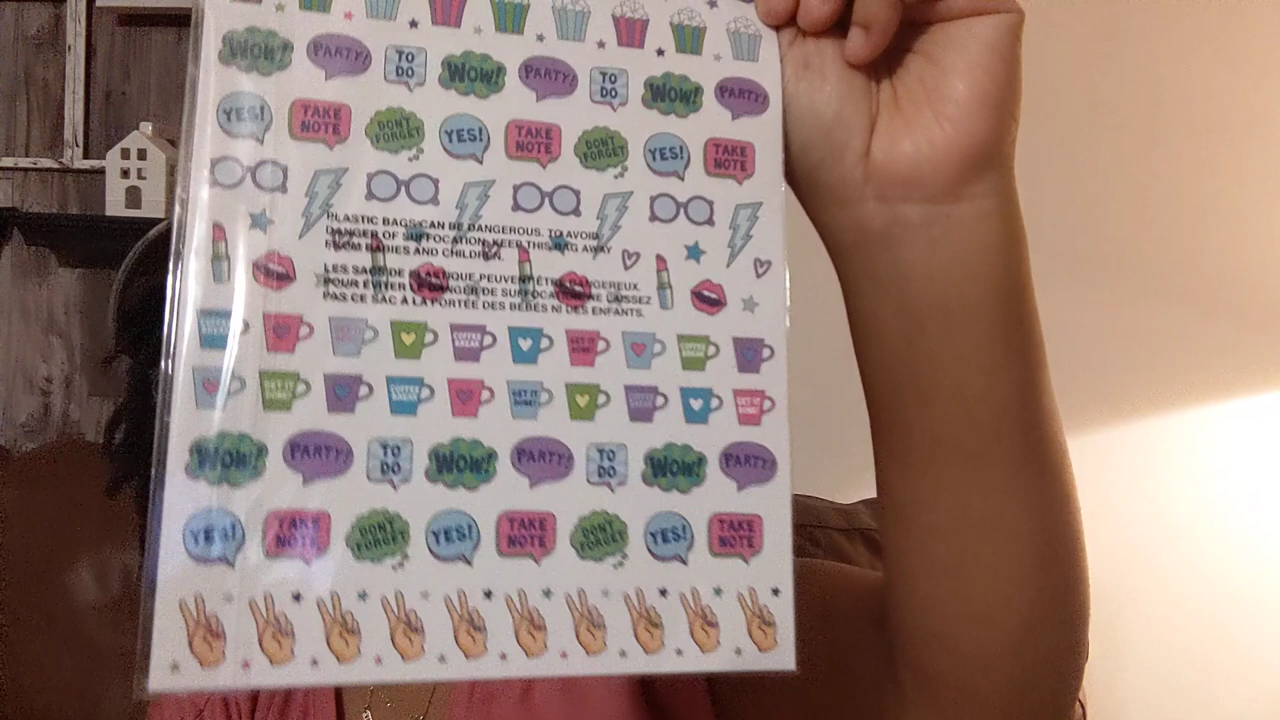 WOW! PARTY! TO DO WOW! PARTY! TO DO WOW! PARTY!
YES! TAKE NOTE DON'T FORGET YES! TAKE NOTE DON'T FORGET YES! TAKE NOTE
PLASTIC BAGS CAN BE DANGEROUS. TO AVOID
DANGER OF SUFFOCATION, KEEP THIS BAG AWAY
FROM BABIES AND CHILDREN.
LES SACS DE PLASTIQUE PEUVENT ÊTRE DANGEREUX.
POUR ÉVITER LE DANGER DE SUFFOCATION, NE LAISSEZ
PAS CE SAC À LA PORTÉE DES BÉBÉS NI DES ENFANTS.
COFFEE BREAK GET IT DONE! COFFEE BREAK GET IT DONE! COFFEE BREAK
GET IT DONE! COFFEE BREAK GET IT DONE! COFFEE BREAK GET IT DONE!
WOW! PARTY! TO DO WOW! PARTY! TO DO WOW! PARTY!
YES! TAKE NOTE DON'T FORGET YES! TAKE NOTE DON'T FORGET YES! TAKE NOTE